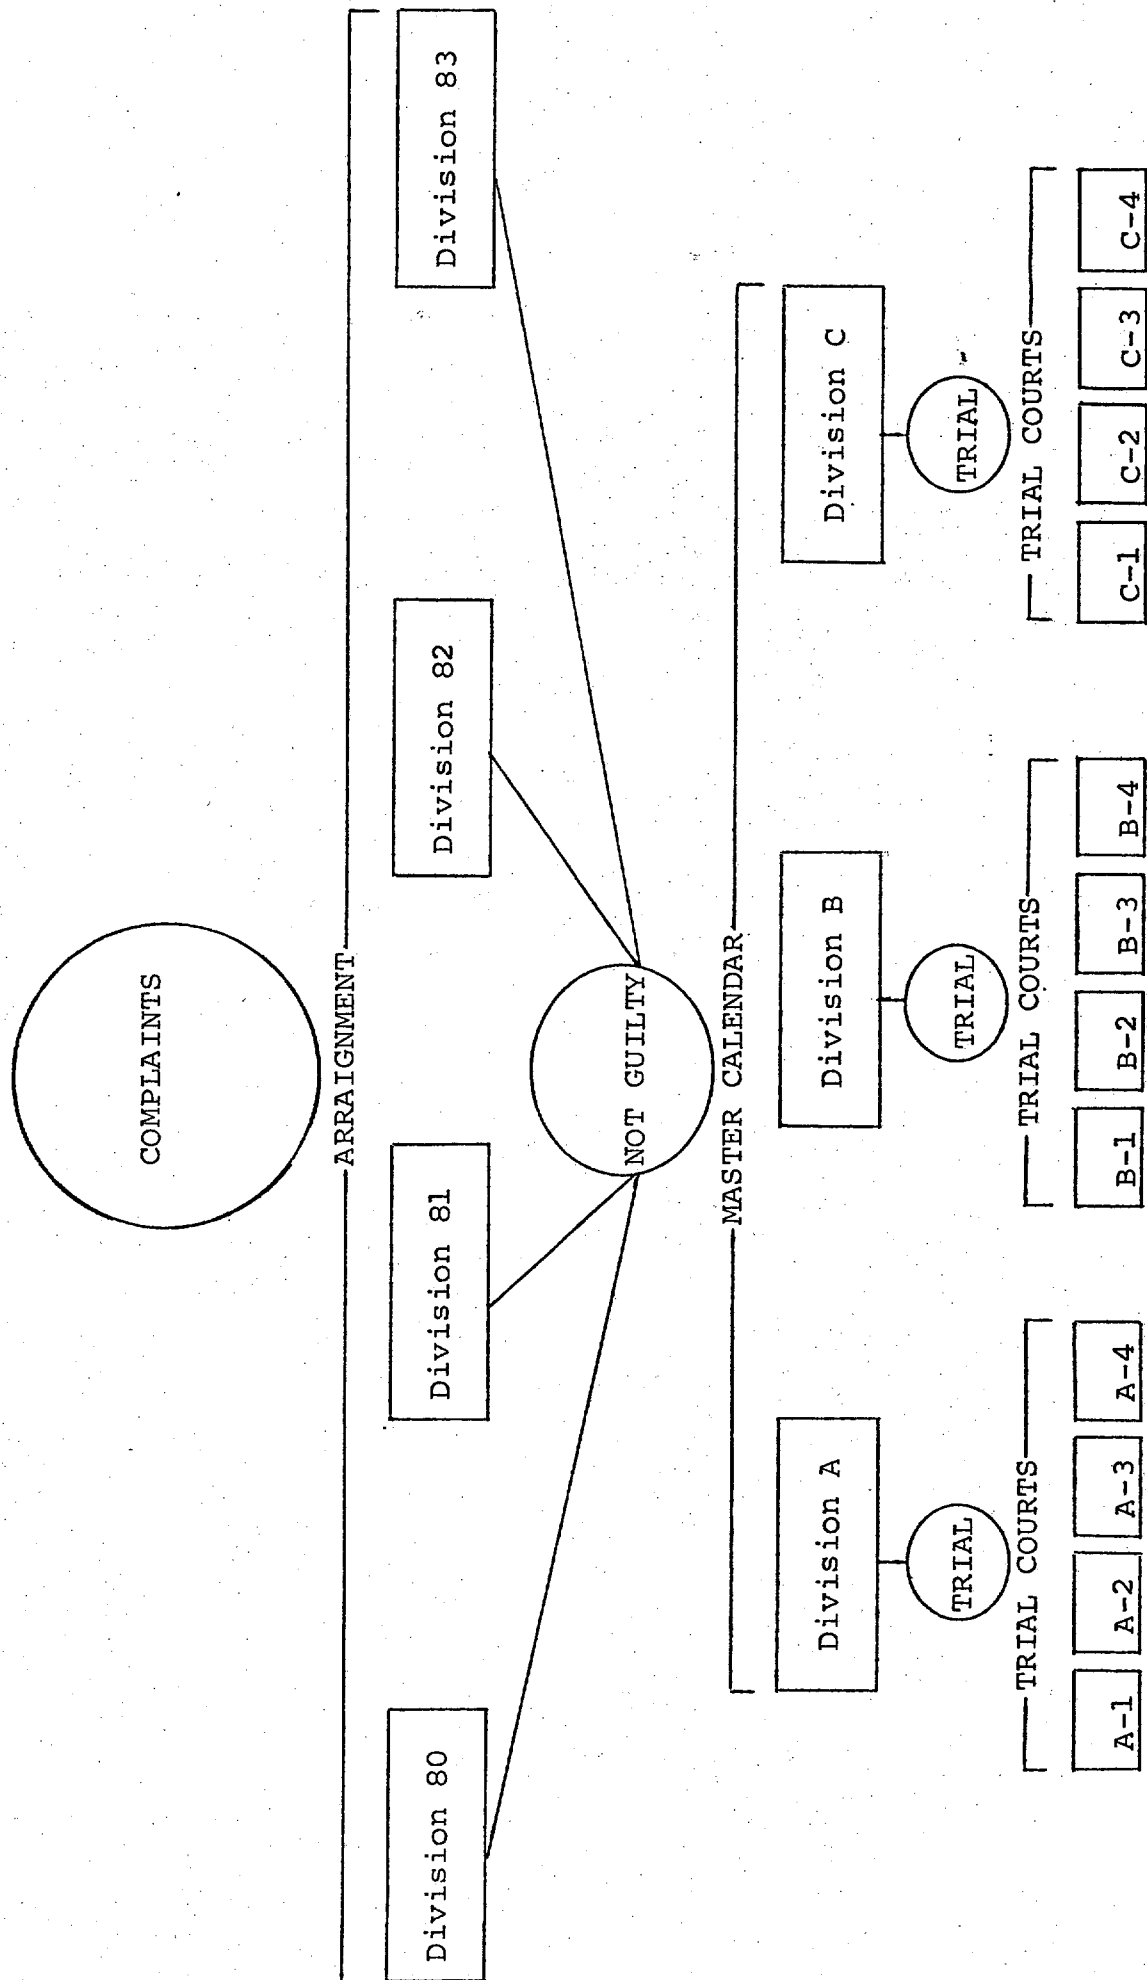 COMPLAINTS
ARRAIGNMENT
Division 80
Division 81
Division 82
Division 83
NOT GUILTY
MASTER CALENDAR
Division A
Division B
Division C
TRIAL
TRIAL
TRIAL
TRIAL COURTS
TRIAL COURTS
TRIAL COURTS
A-1
A-2
A-3
A-4
B-1
B-2
B-3
B-4
C-1
C-2
C-3
C-4